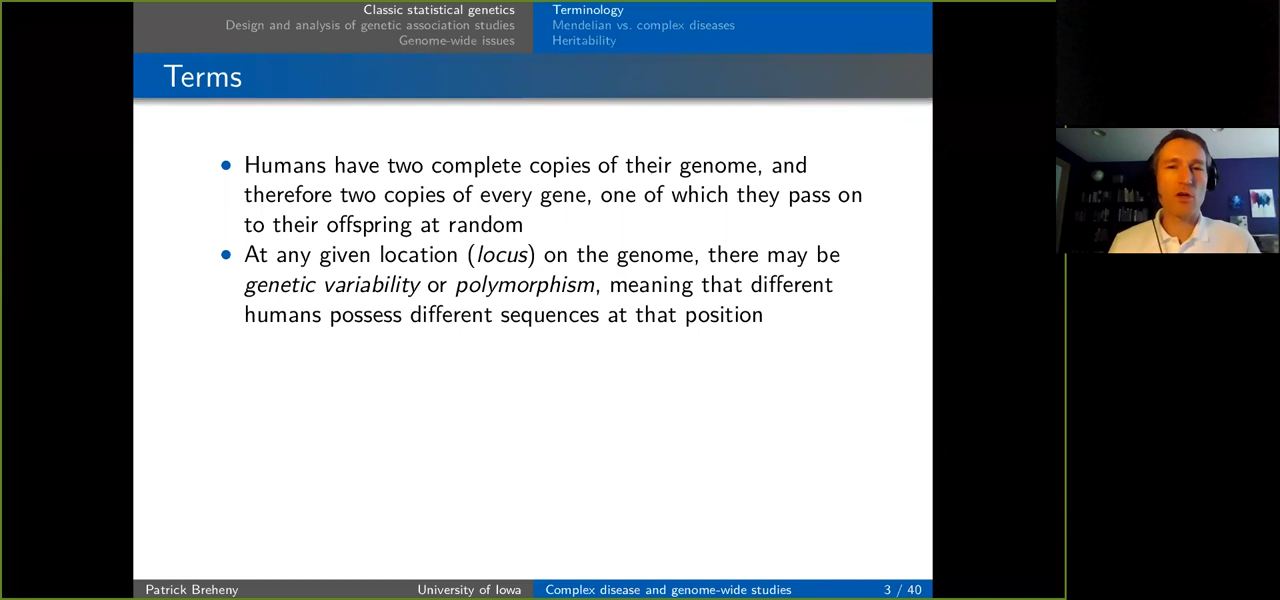 Classic statistical genetics
Design and analysis of genetic association studies
Genome-wide issues
Terminology
Mendelian vs. complex diseases
Heritability
Terms
• Humans have two complete copies of their genome, and
therefore two copies of every gene, one of which they pass on
to their offspring at random
• At any given location (locus) on the genome, there may be
genetic variability or polymorphism, meaning that different
humans possess different sequences at that position
Patrick Breheny
University of Iowa
Complex disease and genome-wide studies
3 / 40